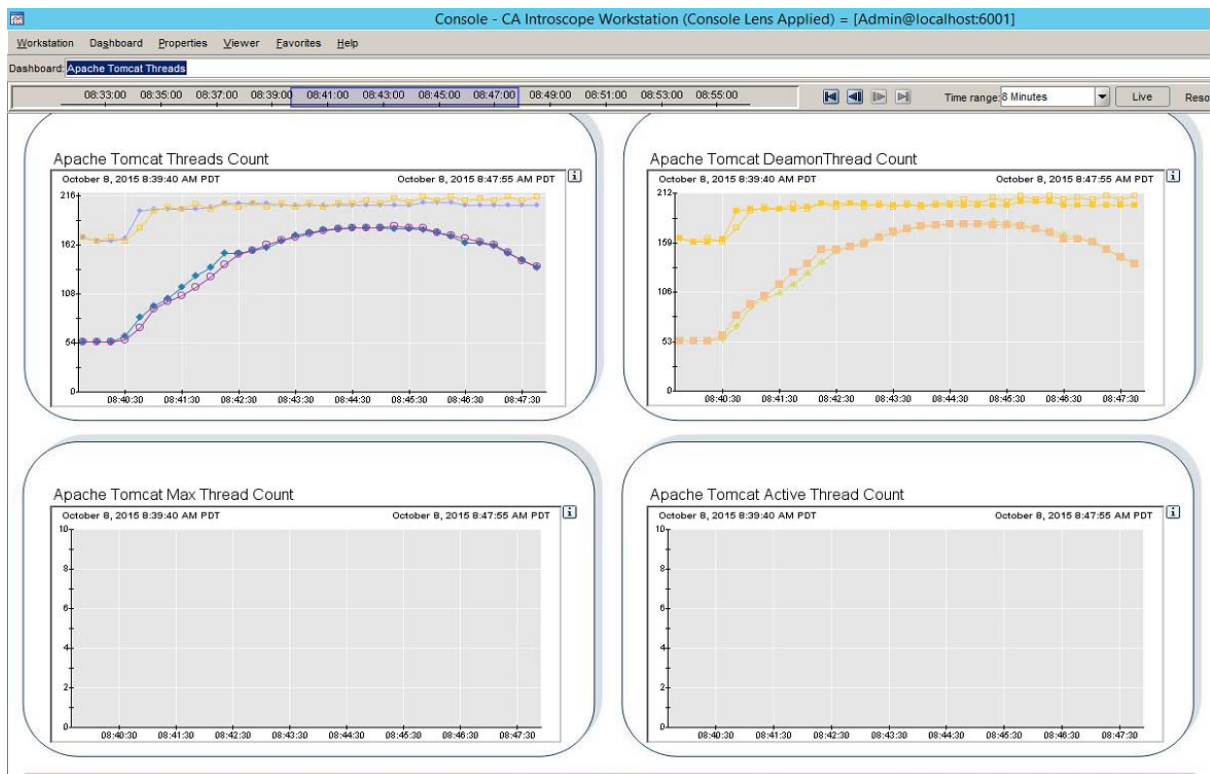 Console - CA Introscope Workstation (Console Lens Applied) = [Admin@localhost:6001]
Workstation Dashboard Properties Viewer Favorites Help
Dashboard: Apache Tomcat Threads
08:33:00 08:35:00 08:37:00 08:39:00 08:41:00 08:43:00 08:45:00 08:47:00 08:49:00 08:51:00 08:53:00 08:55:00 Time range: 8 Minutes Live Reso
Apache Tomcat Threads Count
October 8, 2015 8:39:40 AM PDT October 8, 2015 8:47:55 AM PDT i
216
162
108
54
0
08:40:30 08:41:30 08:42:30 08:43:30 08:44:30 08:45:30 08:46:30 08:47:30
Apache Tomcat DeamonThread Count
October 8, 2015 8:39:40 AM PDT October 8, 2015 8:47:55 AM PDT i
212
159
106
53
0
08:40:30 08:41:30 08:42:30 08:43:30 08:44:30 08:45:30 08:46:30 08:47:30
Apache Tomcat Max Thread Count
October 8, 2015 8:39:40 AM PDT October 8, 2015 8:47:55 AM PDT i
10
8
6
4
2
0
08:40:30 08:41:30 08:42:30 08:43:30 08:44:30 08:45:30 08:46:30 08:47:30
Apache Tomcat Active Thread Count
October 8, 2015 8:39:40 AM PDT October 8, 2015 8:47:55 AM PDT i
10
8
6
4
2
0
08:40:30 08:41:30 08:42:30 08:43:30 08:44:30 08:45:30 08:46:30 08:47:30